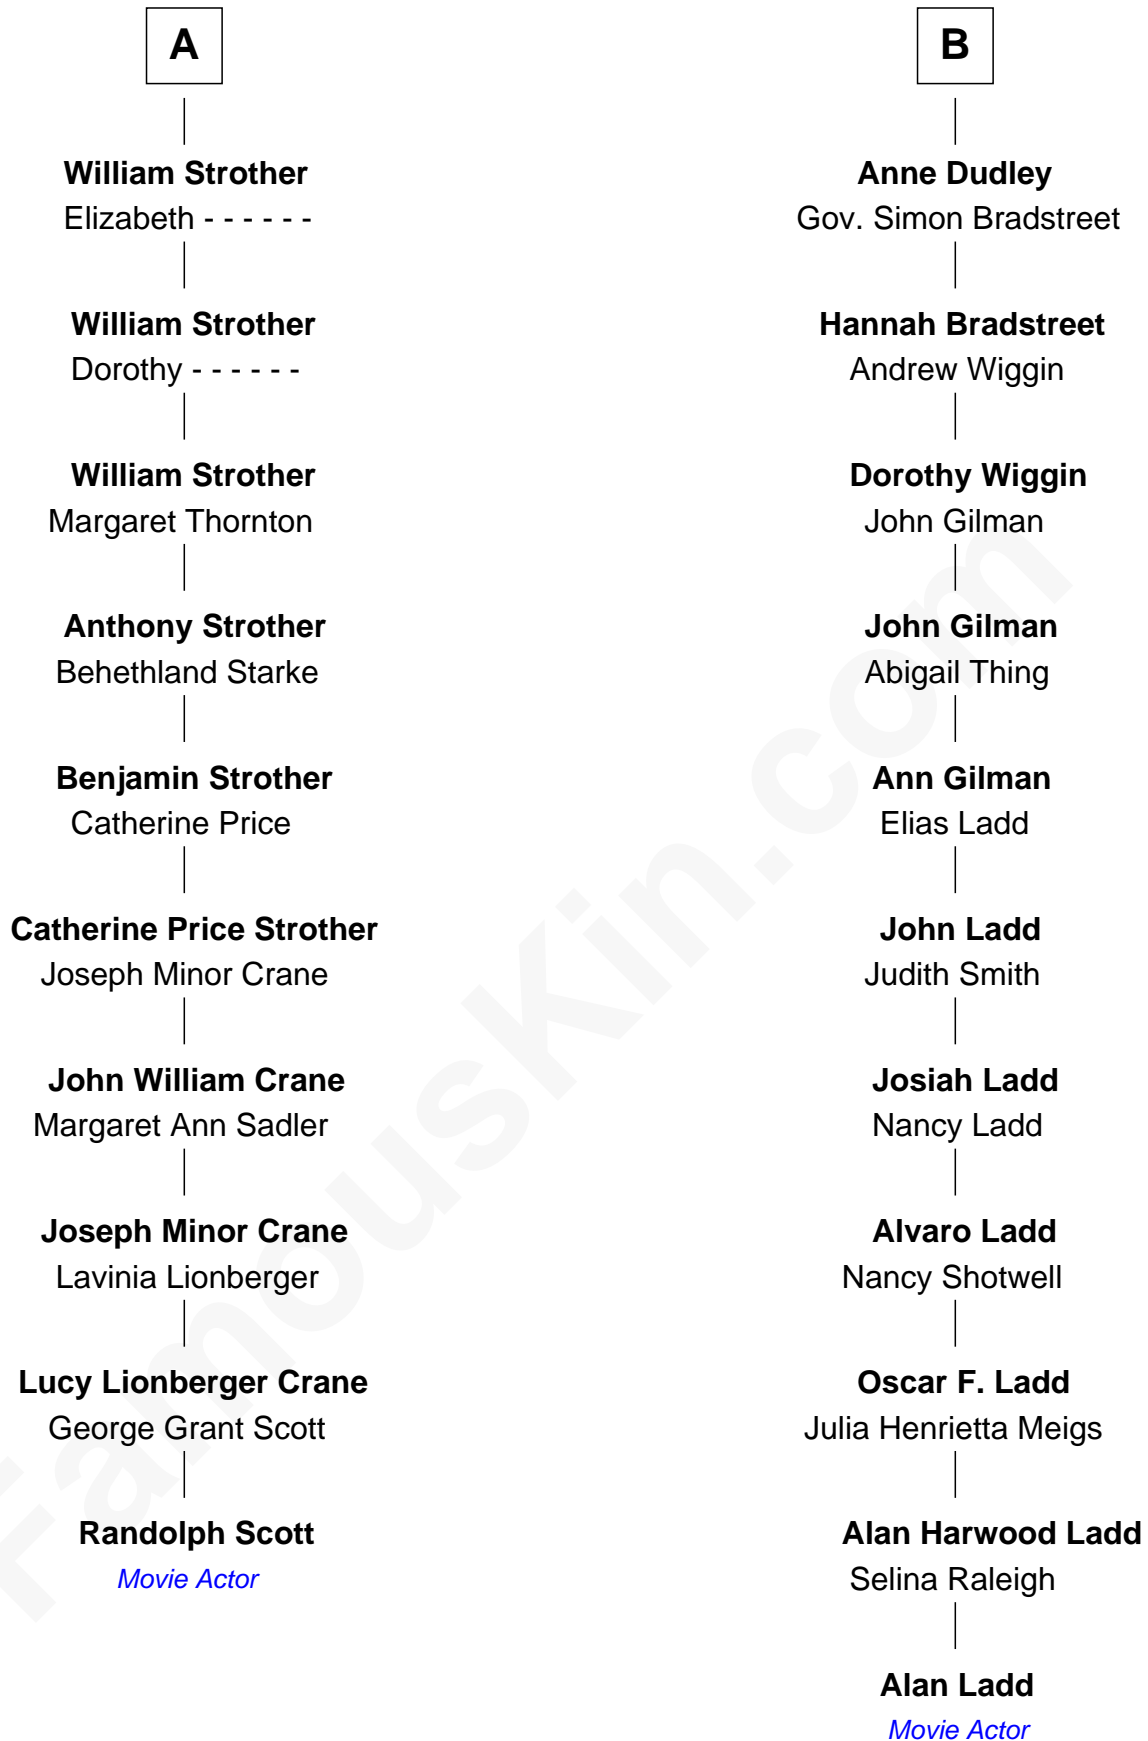 A
William Strother
Elizabeth - - - - - -
William Strother
Dorothy - - - - - -
William Strother
Margaret Thornton
Anthony Strother
Behethland Starke
Benjamin Strother
Catherine Price
Catherine Price Strother
Joseph Minor Crane
John William Crane
Margaret Ann Sadler
Joseph Minor Crane
Lavinia Lionberger
Lucy Lionberger Crane
George Grant Scott
Randolph Scott
Movie Actor
B
Anne Dudley
Gov. Simon Bradstreet
Hannah Bradstreet
Andrew Wiggin
Dorothy Wiggin
John Gilman
John Gilman
Abigail Thing
Ann Gilman
Elias Ladd
John Ladd
Judith Smith
Josiah Ladd
Nancy Ladd
Alvaro Ladd
Nancy Shotwell
Oscar F. Ladd
Julia Henrietta Meigs
Alan Harwood Ladd
Selina Raleigh
Alan Ladd
Movie Actor
FamousKin.com